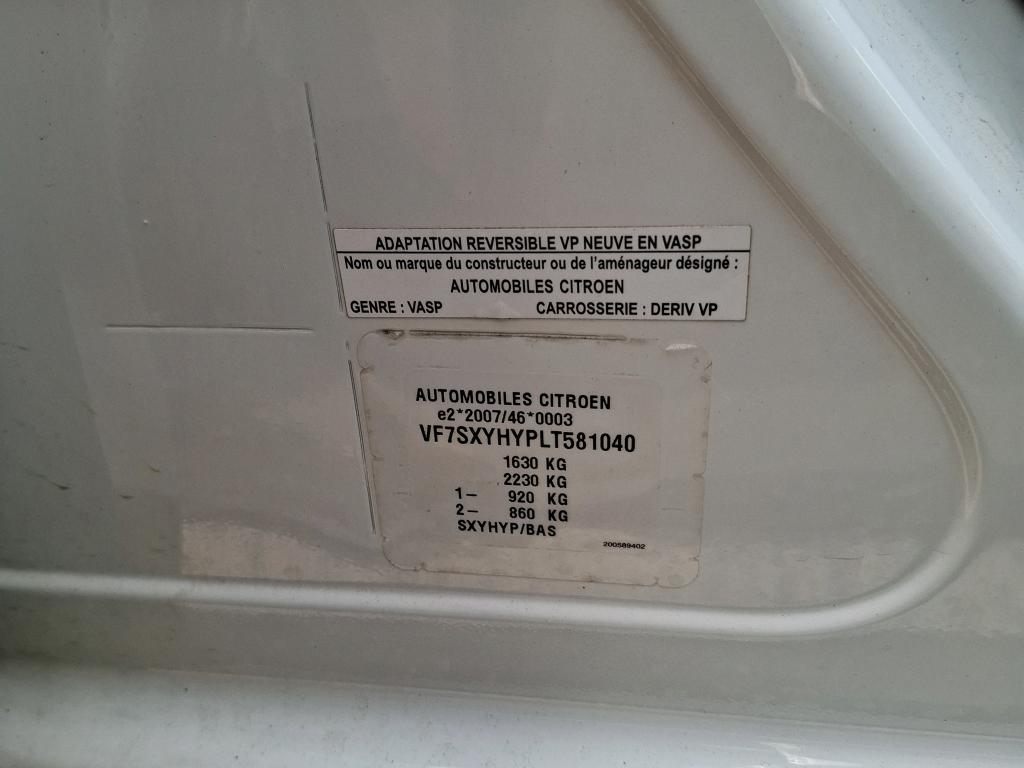 ADAPTATION REVERSIBLE VP NEUVE EN VASP
Nom ou marque du constructeur ou de l'aménageur désigné :
AUTOMOBILES CITROEN
GENRE : VASP CARROSSERIE : DERIV VP
AUTOMOBILES CITROEN
e2*2007/46*0003
VF7SXYHYPLT581040
1630 KG
2230 KG
1– 920 KG
2– 860 KG
SXYHYP/BAS
200589402